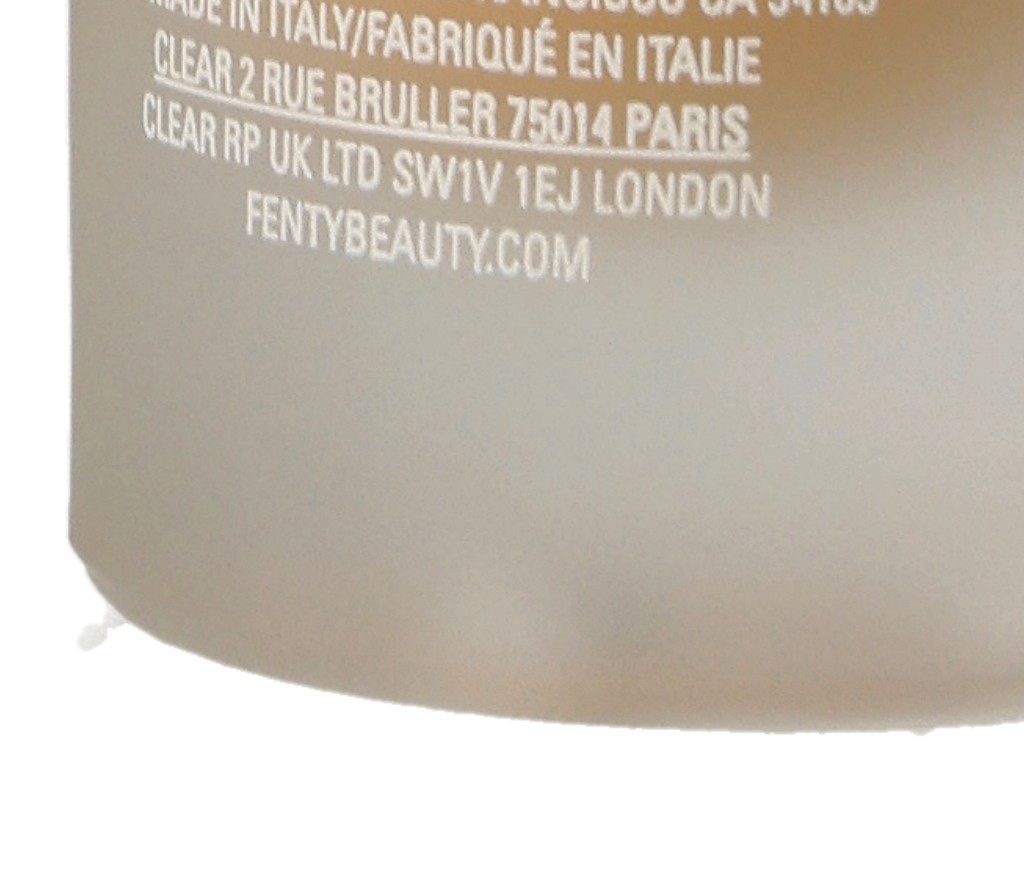 CA
MADE IN ITALY/FABRIQUÉ EN ITALIE
CLEAR 2 RUE BRULLER 75014 PARIS
CLEAR RP UK LTD SW1V 1EJ LONDON
FENTYBEAUTY.COM